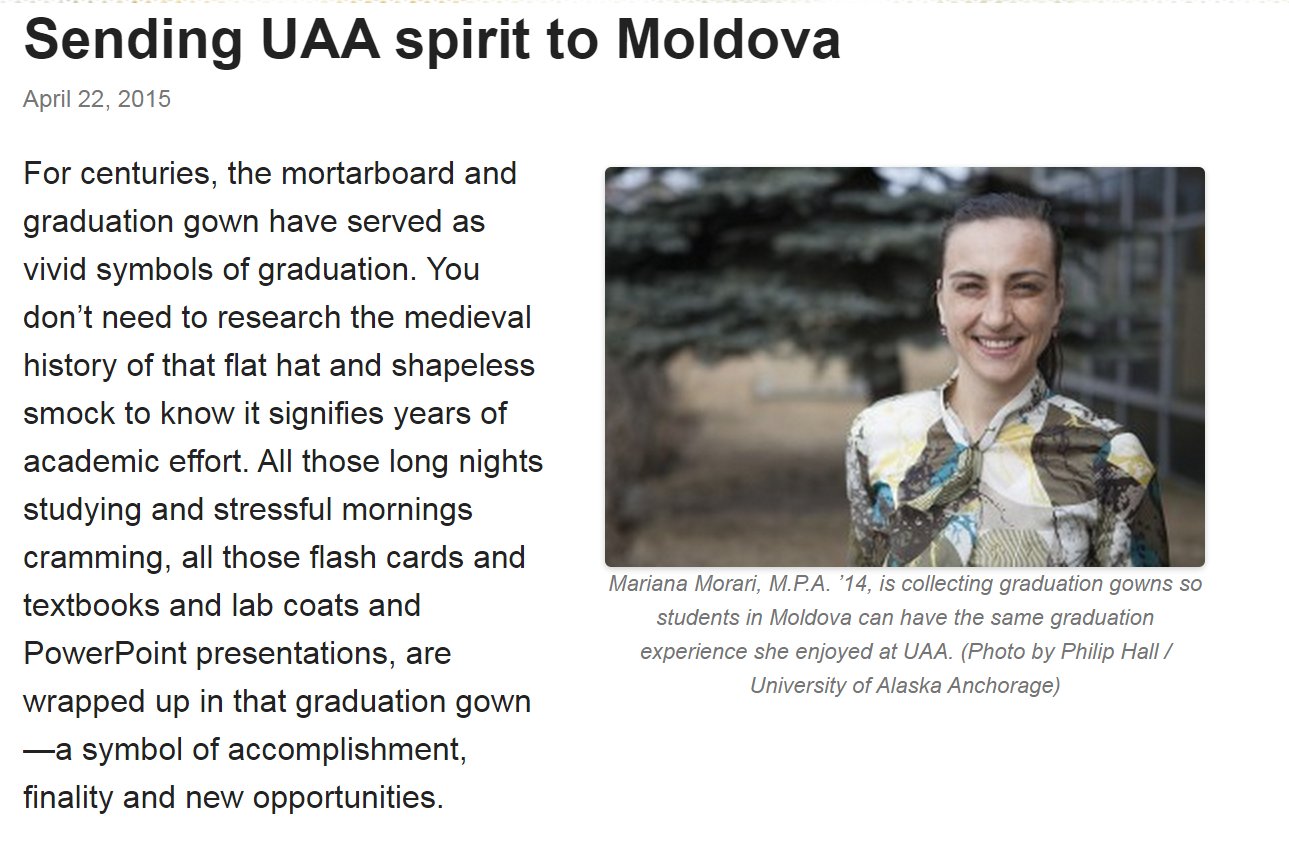 Sending UAA spirit to Moldova
April 22, 2015
For centuries, the mortarboard and
graduation gown have served as
vivid symbols of graduation. You
don’t need to research the medieval
history of that flat hat and shapeless
smock to know it signifies years of
academic effort. All those long nights
studying and stressful mornings
cramming, all those flash cards and
textbooks and lab coats and
PowerPoint presentations, are
wrapped up in that graduation gown
—a symbol of accomplishment,
finality and new opportunities.
Mariana Morari, M.P.A. ’14, is collecting graduation gowns so
students in Moldova can have the same graduation
experience she enjoyed at UAA. (Photo by Philip Hall /
University of Alaska Anchorage)